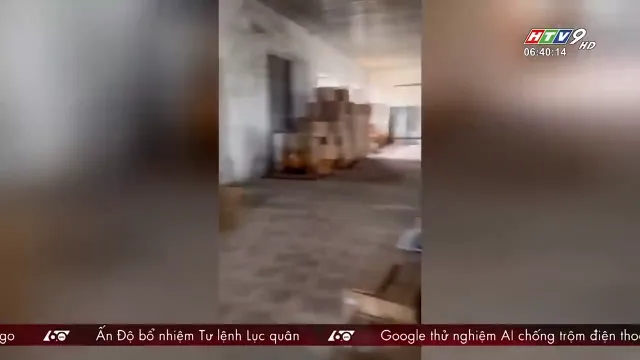 HTV9 HD
06:40:14
go 60 Ấn Độ bổ nhiệm Tư lệnh Lục quân 60 Google thử nghiệm AI chống trộm điện tho